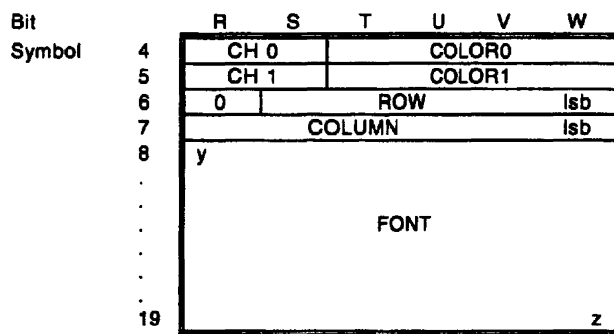 Bit R S T U V W
Symbol 4 CH 0 COLOR0
5 CH 1 COLOR1
6 0 ROW lsb
7 COLUMN lsb
8 y
.
.
. FONT
.
.
.
19 z